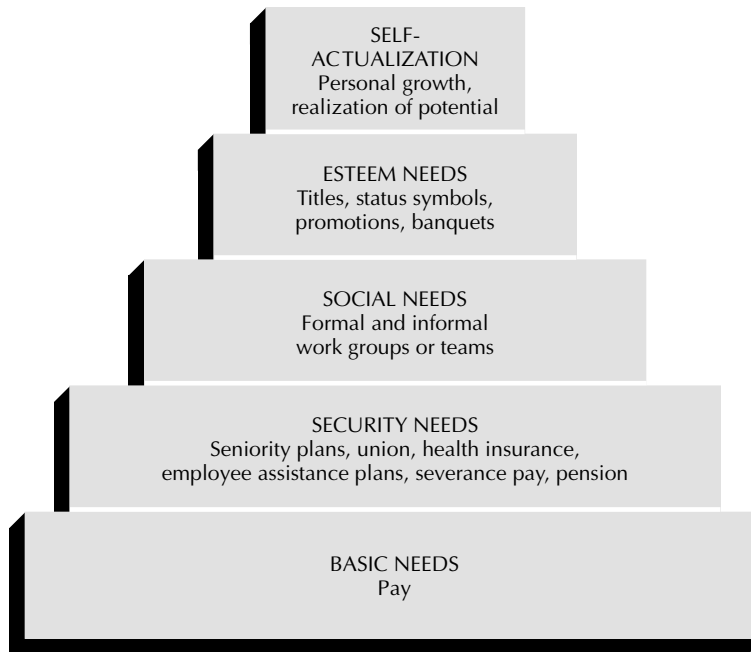 SELF-
ACTUALIZATION
Personal growth,
realization of potential
ESTEEM NEEDS
Titles, status symbols,
promotions, banquets
SOCIAL NEEDS
Formal and informal
work groups or teams
SECURITY NEEDS
Seniority plans, union, health insurance,
employee assistance plans, severance pay, pension
BASIC NEEDS
Pay